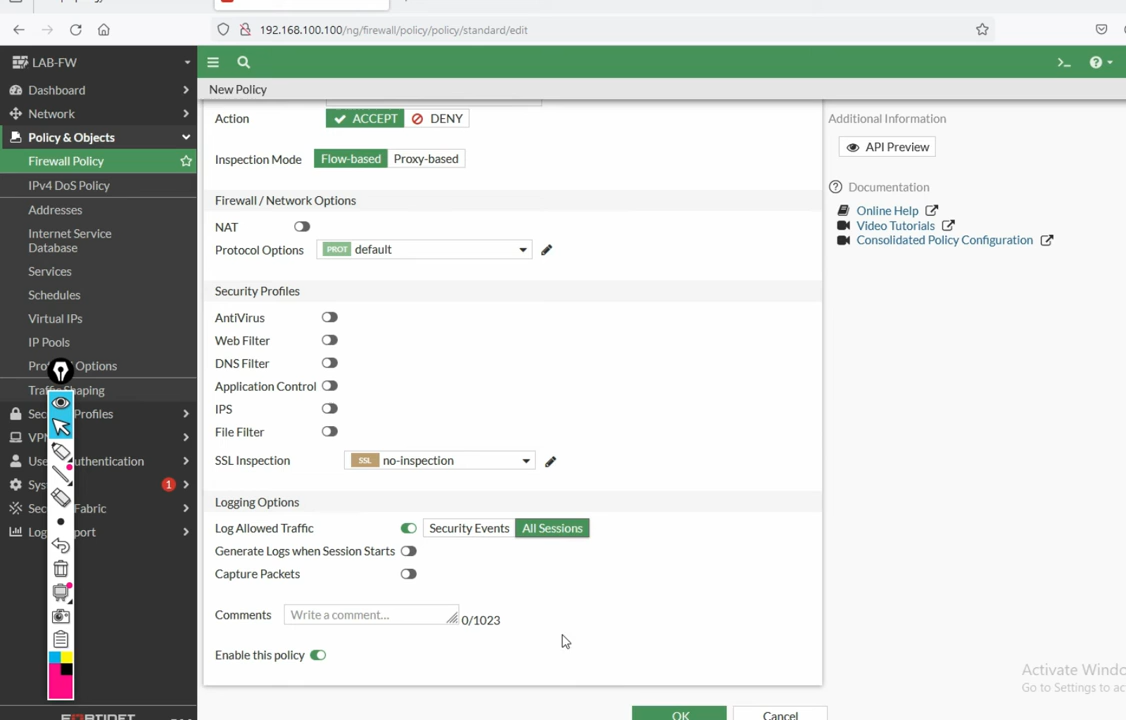 192.168.100.100/ng/firewall/policy/policy/standard/edit
LAB-FW
Dashboard
Network
Policy & Objects
Firewall Policy
IPv4 DoS Policy
Addresses
Internet Service
Database
Services
Schedules
Virtual IPs
IP Pools
Options
Traffic Shaping
Profiles
System
1
New Policy
Action
ACCEPT
DENY
Inspection Mode
Flow-based
Proxy-based
Firewall / Network Options
NAT
Protocol Options
PROT
default
Security Profiles
AntiVirus
Web Filter
DNS Filter
Application Control
IPS
File Filter
SSL Inspection
SSL
no-inspection
Logging Options
Log Allowed Traffic
Security Events
All Sessions
Generate Logs when Session Starts
Capture Packets
Comments
Write a comment...
0/1023
Enable this policy
OK
Cancel
Additional Information
API Preview
Documentation
Online Help
Video Tutorials
Consolidated Policy Configuration
Activate
Go to Settings to